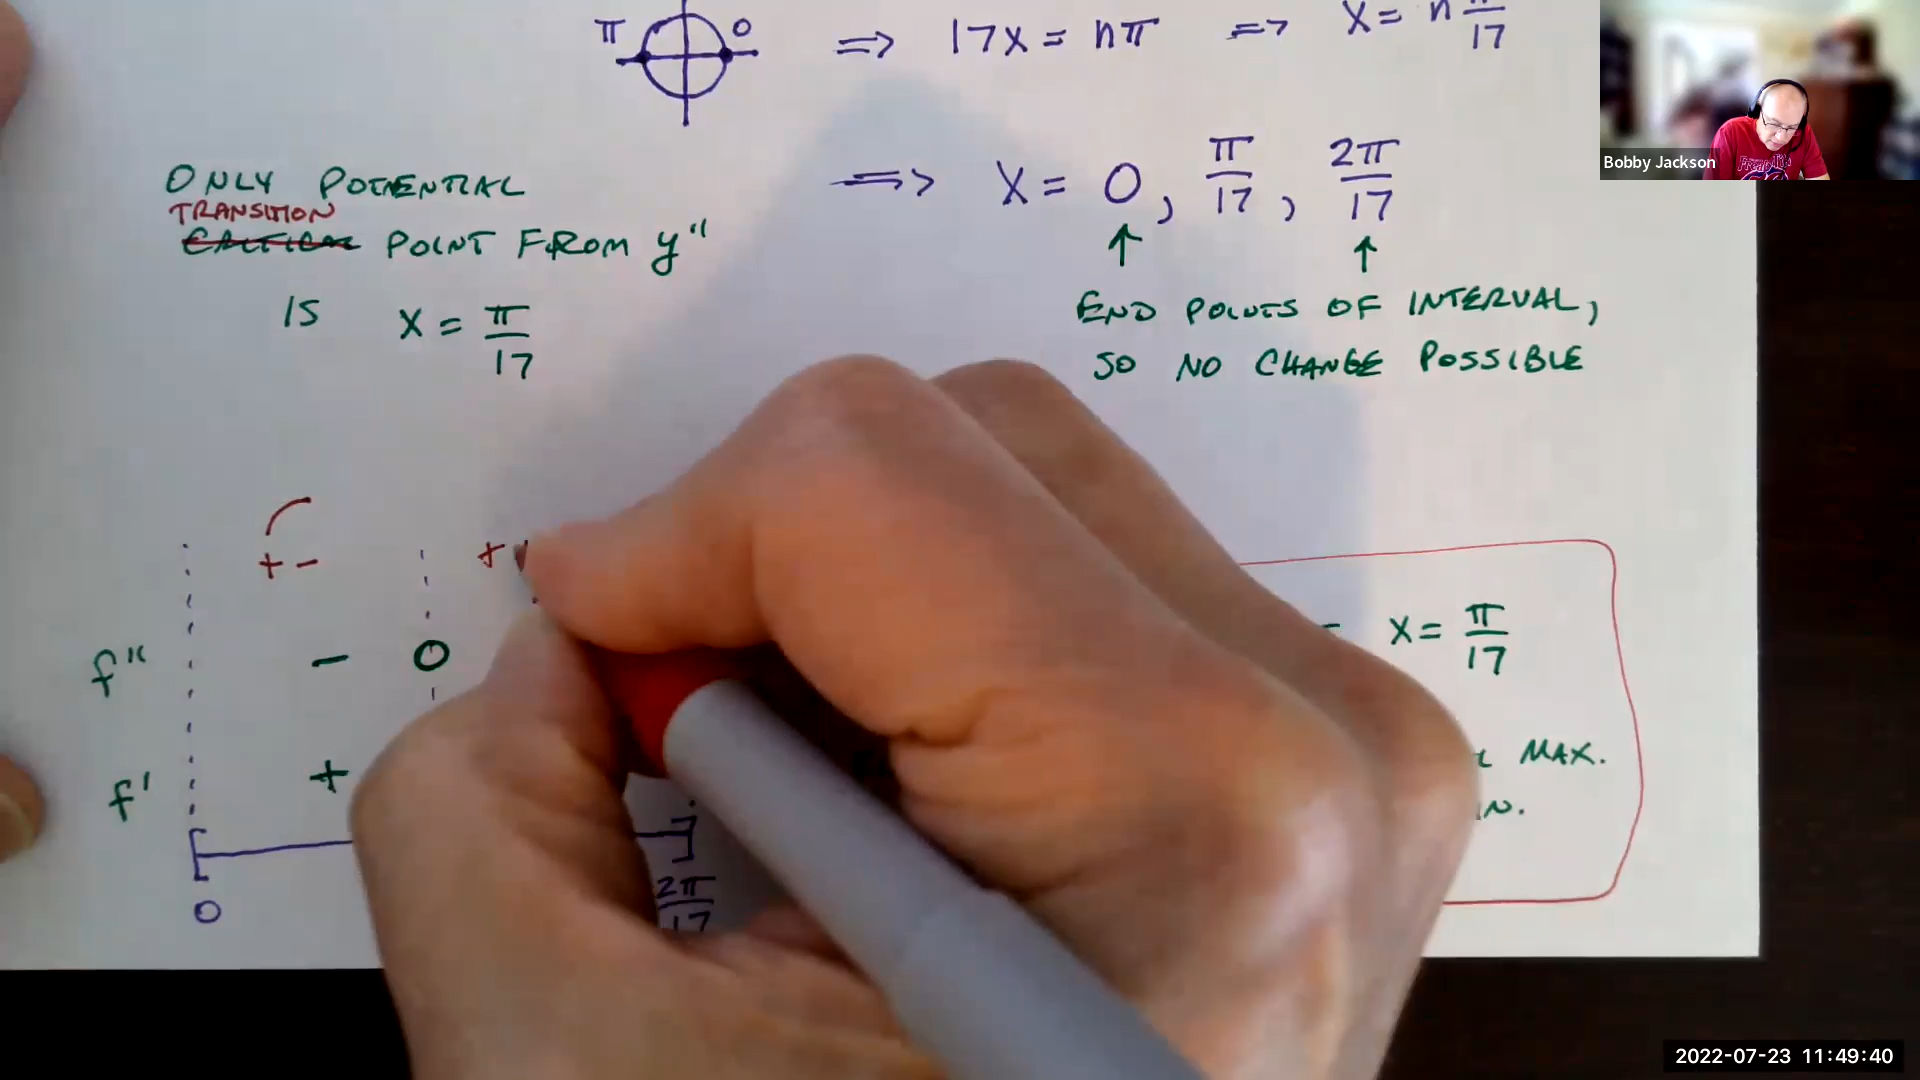 π 0 => 17x = nπ => x = n π/17
ONLY POTENTIAL => x = 0, π/17, 2π/17
TRANSITION
POINT FROM y"
↑ ↑
IS x = π/17
END POINTS OF INTERVAL,
SO NO CHANGE POSSIBLE
+ - +
f" - 0
x = π/17
f' +
MAX.
IN.
0 2π/17
Bobby Jackson
2022-07-23 11:49:40